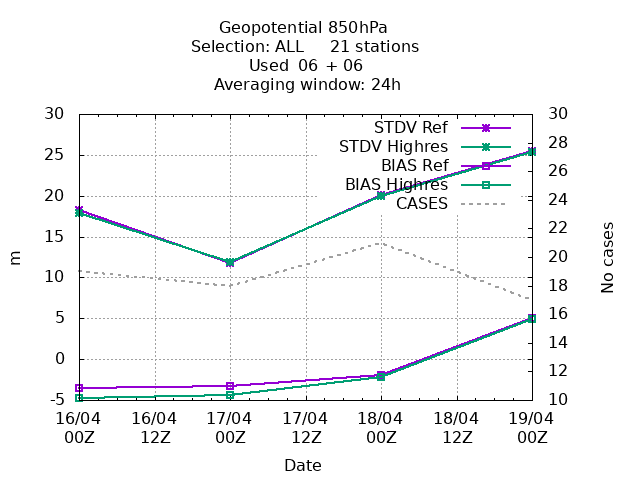 Geopotential 850hPa
Selection: ALL 21 stations
Used 06 + 06
Averaging window: 24h
30 30
STDV Ref
28
STDV Highres
25
26
BIAS Ref
BIAS Highres
24
20
CASES
22
15
20
m
No cases
10
18
5
16
14
0
12
-5 10
16/04 16/04 17/04 17/04 18/04 18/04 19/04
00Z 12Z 00Z 12Z 00Z 12Z 00Z
Date